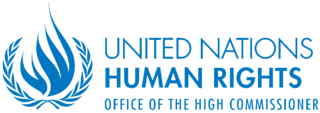 UNITED NATIONS
HUMAN RIGHTS
OFFICE OF THE HIGH COMMISSIONER